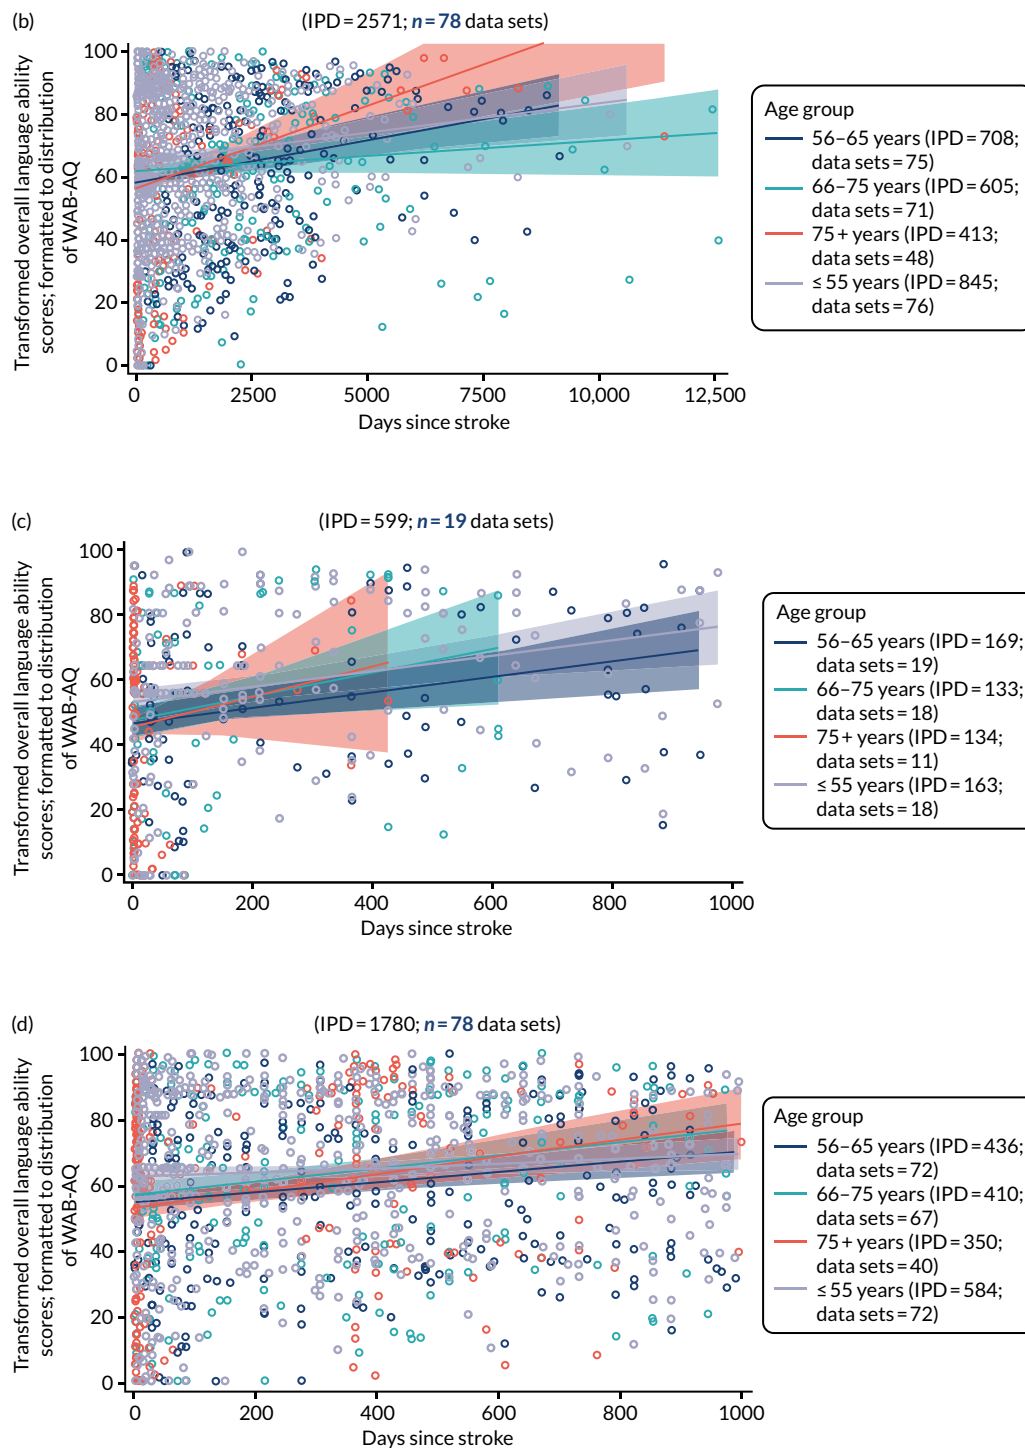 (b)
(IPD = 2571; n = 78 data sets)
Transformed overall language ability
scores; formatted to distribution
of WAB-AQ
100
80
60
40
20
0
0 2500 5000 7500 10,000 12,500
Days since stroke
Age group
56–65 years (IPD = 708;
data sets = 75)
66–75 years (IPD = 605;
data sets = 71)
75+ years (IPD = 413;
data sets = 48)
≤ 55 years (IPD = 845;
data sets = 76)
(c)
(IPD = 599; n = 19 data sets)
Transformed overall language ability
scores; formatted to distribution
of WAB-AQ
100
80
60
40
20
0
0 200 400 600 800 1000
Days since stroke
Age group
56–65 years (IPD = 169;
data sets = 19)
66–75 years (IPD = 133;
data sets = 18)
75+ years (IPD = 134;
data sets = 11)
≤ 55 years (IPD = 163;
data sets = 18)
(d)
(IPD = 1780; n = 78 data sets)
Transformed overall language ability
scores; formatted to distribution
of WAB-AQ
100
80
60
40
20
0
0 200 400 600 800 1000
Days since stroke
Age group
56–65 years (IPD = 436;
data sets = 72)
66–75 years (IPD = 410;
data sets = 67)
75+ years (IPD = 350;
data sets = 40)
≤ 55 years (IPD = 584;
data sets = 72)